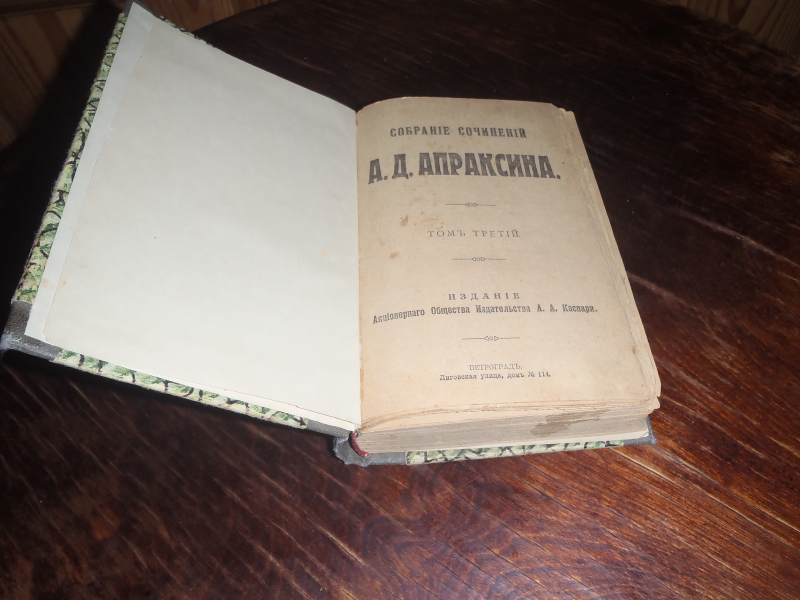 СОБРАНІЕ СОЧИНЕНІЙ
А. Д. АПРАКСИНА.
ТОМЪ ТРЕТІЙ
ИЗДАНІЕ
Акціонернаго Общества Издательства А. А. Каспари.
ПЕТРОГРАДЪ.
Лиговская улица, домъ № 114.